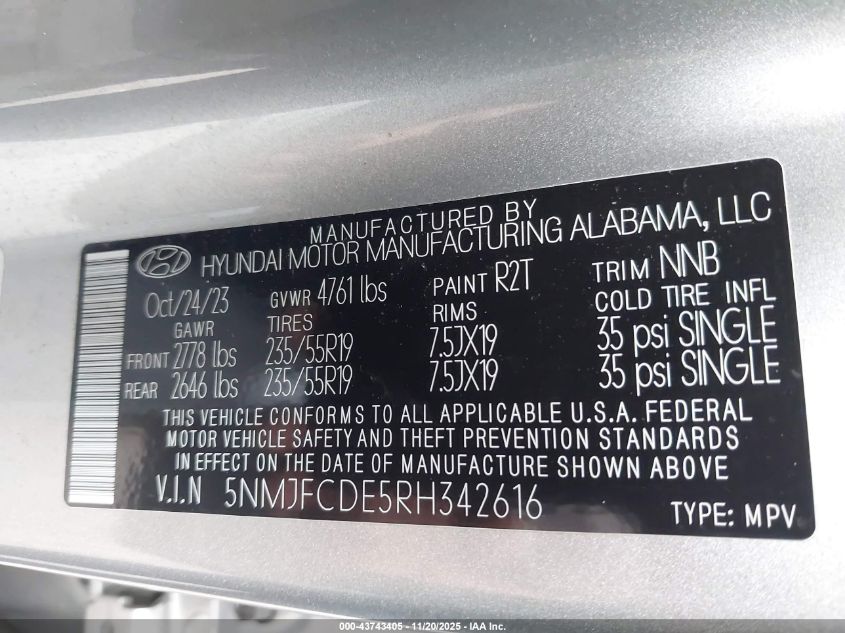 MANUFACTURED BY
HYUNDAI MOTOR MANUFACTURING ALABAMA, LLC
Oct/24/23 GVWR 4761 lbs PAINT R2T TRIM NNB
GAWR TIRES RIMS COLD TIRE INFL
FRONT 2778 lbs 235/55R19 7.5JX19 35 psi SINGLE
REAR 2646 lbs 235/55R19 7.5JX19 35 psi SINGLE
THIS VEHICLE CONFORMS TO ALL APPLICABLE U.S.A. FEDERAL
MOTOR VEHICLE SAFETY AND THEFT PREVENTION STANDARDS
IN EFFECT ON THE DATE OF MANUFACTURE SHOWN ABOVE
V.I.N 5NMJFCDE5RH342616
TYPE: MPV
000-43743405 - 11/20/2025 - IAA Inc.